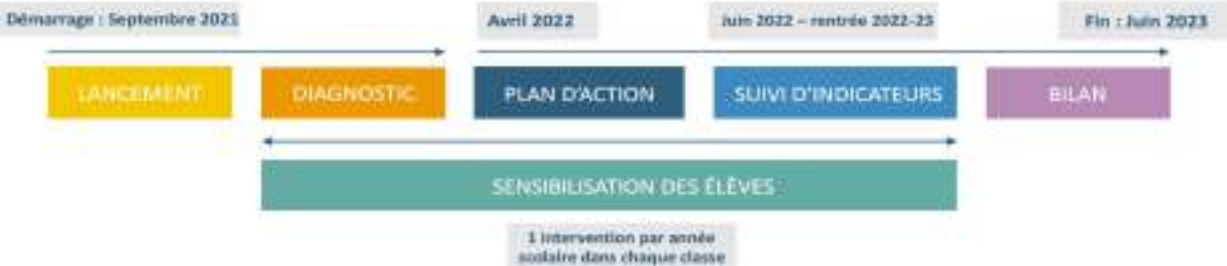 Démarrage : Septembre 2021
Avril 2022
Juin 2022 – rentrée 2022-23
Fin : Juin 2023
LANCEMENT
DIAGNOSTIC
PLAN D'ACTION
SUIVI D'INDICATEURS
BILAN
SENSIBILISATION DES ÉLÈVES
1 intervention par année
scolaire dans chaque classe